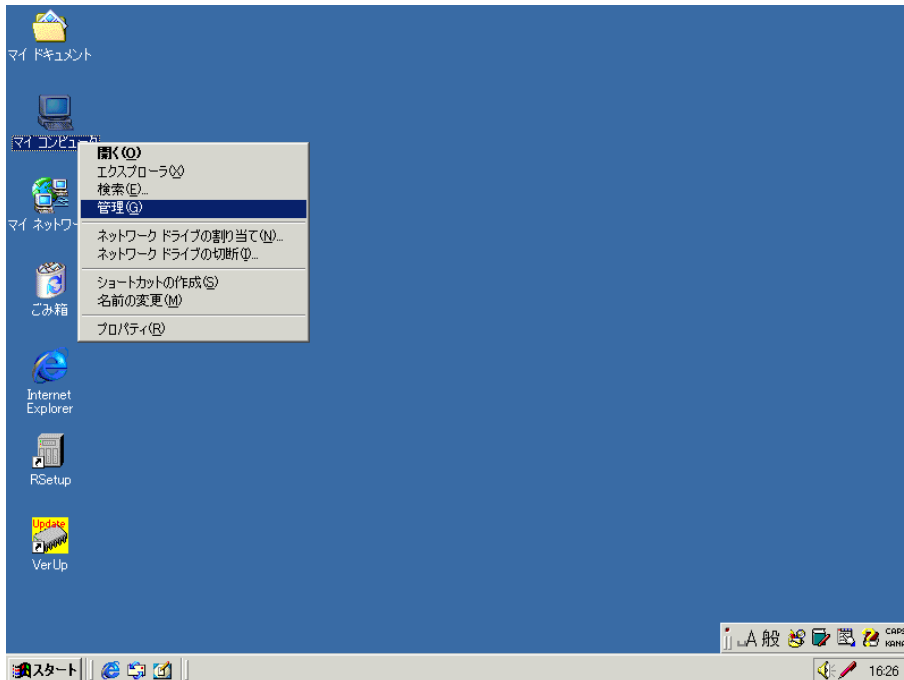 マイ ドキュメント
マイ コンピュータ
開く(O)
エクスプローラ(X)
検索(E)...
管理(G)
マイ ネットワー
ネットワーク ドライブの割り当て(N)...
ネットワーク ドライブの切断(I)...
ショートカットの作成(S)
名前の変更(M)
ごみ箱
プロパティ(R)
Internet
Explorer
RSetup
Update
VerUp
A 般
CAPS
KANA
スタート
16:26